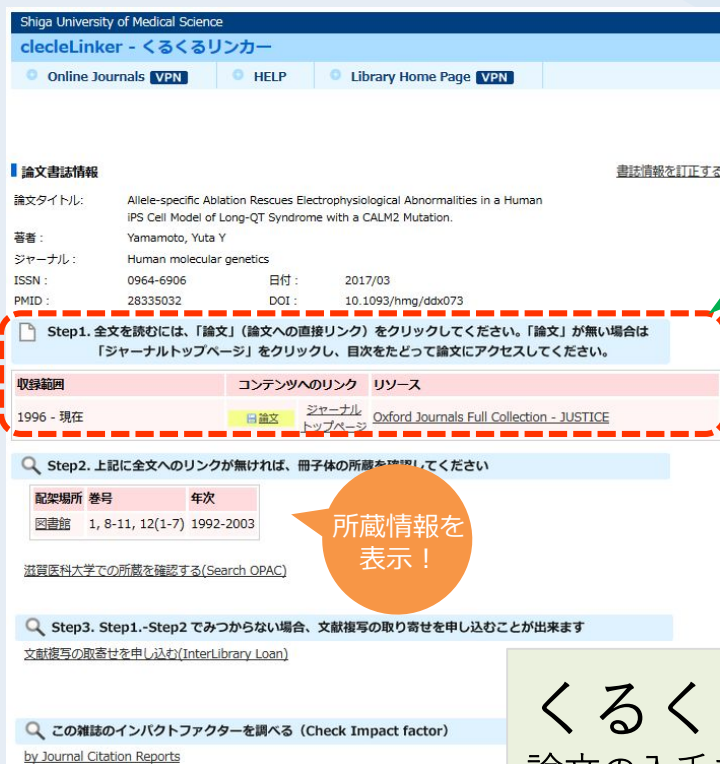 Shiga University of Medical Science
clecleLinker - くるくるリンカー
Online Journals VPN HELP Library Home Page VPN
論文書誌情報 書誌情報を訂正する
論文タイトル: Allele-specific Ablation Rescues Electrophysiological Abnormalities in a Human
iPS Cell Model of Long-QT Syndrome with a CALM2 Mutation.
著者 : Yamamoto, Yuta Y
ジャーナル : Human molecular genetics
ISSN : 0964-6906 日付 : 2017/03
PMID : 28335032 DOI : 10.1093/hmg/ddx073
Step1. 全文を読むには、「論文」(論文への直接リンク) をクリックしてください。「論文」が無い場合は
「ジャーナルトップページ」をクリックし、目次をたどって論文にアクセスしてください。
収録範囲 コンテンツへのリンク リソース
1996 - 現在 論文 ジャーナル
トップページ Oxford Journals Full Collection - JUSTICE
Step2. 上記に全文へのリンクが無ければ、冊子体の所蔵を確認してください
配架場所 巻号 年次
図書館 1, 8-11, 12(1-7) 1992-2003
所蔵情報を
表示!
滋賀医科大学での所蔵を確認する(Search OPAC)
Step3. Step1.-Step2 でみつからない場合、文献複写の取り寄せを申し込むことが出来ます
文献複写の取寄せを申し込む(InterLibrary Loan)
くるく
この雑誌のインパクトファクターを調べる (Check Impact factor)
by Journal Citation Reports